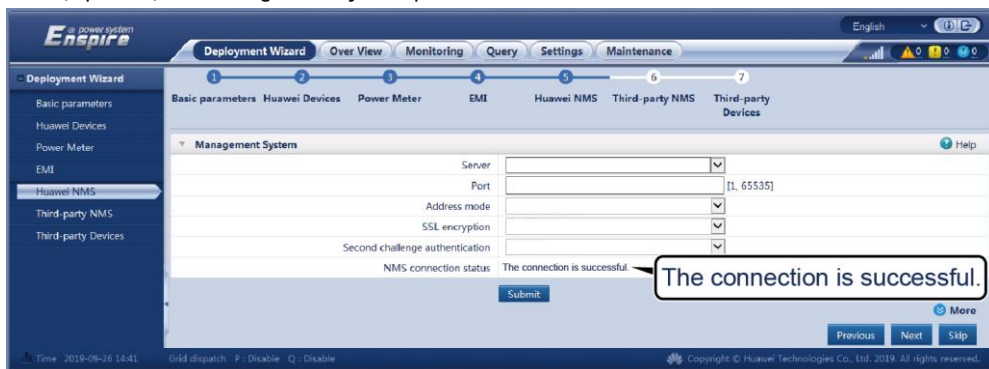 power system
Enspire
English
Deployment Wizard Over View Monitoring Query Settings Maintenance
Deployment Wizard
Basic parameters
Huawei Devices
Power Meter
EMI
Huawei NMS
Third-party NMS
Third-party Devices
1 2 3 4 5 6 7
Basic parameters Huawei Devices Power Meter EMI Huawei NMS Third-party NMS Third-party
Devices
Management System Help
Server
Port [1, 65535]
Address mode
SSL encryption
Second challenge authentication
NMS connection status The connection is successful.
The connection is successful.
Submit
More
Previous Next Skip
Time 2019-09-26 14:41 Grid dispatch P : Disable Q : Disable Copyright © Huawei Technologies Co., Ltd. 2019. All rights reserved.